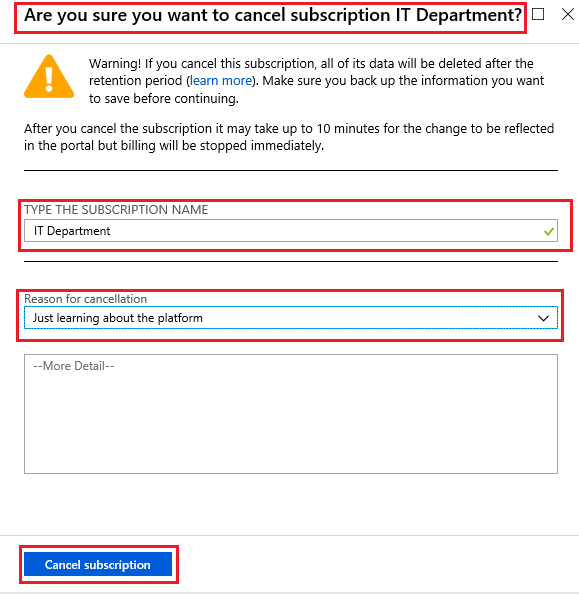 Are you sure you want to cancel subscription IT Department?
Warning! If you cancel this subscription, all of its data will be deleted after the
retention period (learn more). Make sure you back up the information you want
to save before continuing.
After you cancel the subscription it may take up to 10 minutes for the change to be reflected
in the portal but billing will be stopped immediately.
TYPE THE SUBSCRIPTION NAME
IT Department
Reason for cancellation
Just learning about the platform
--More Detail--
Cancel subscription